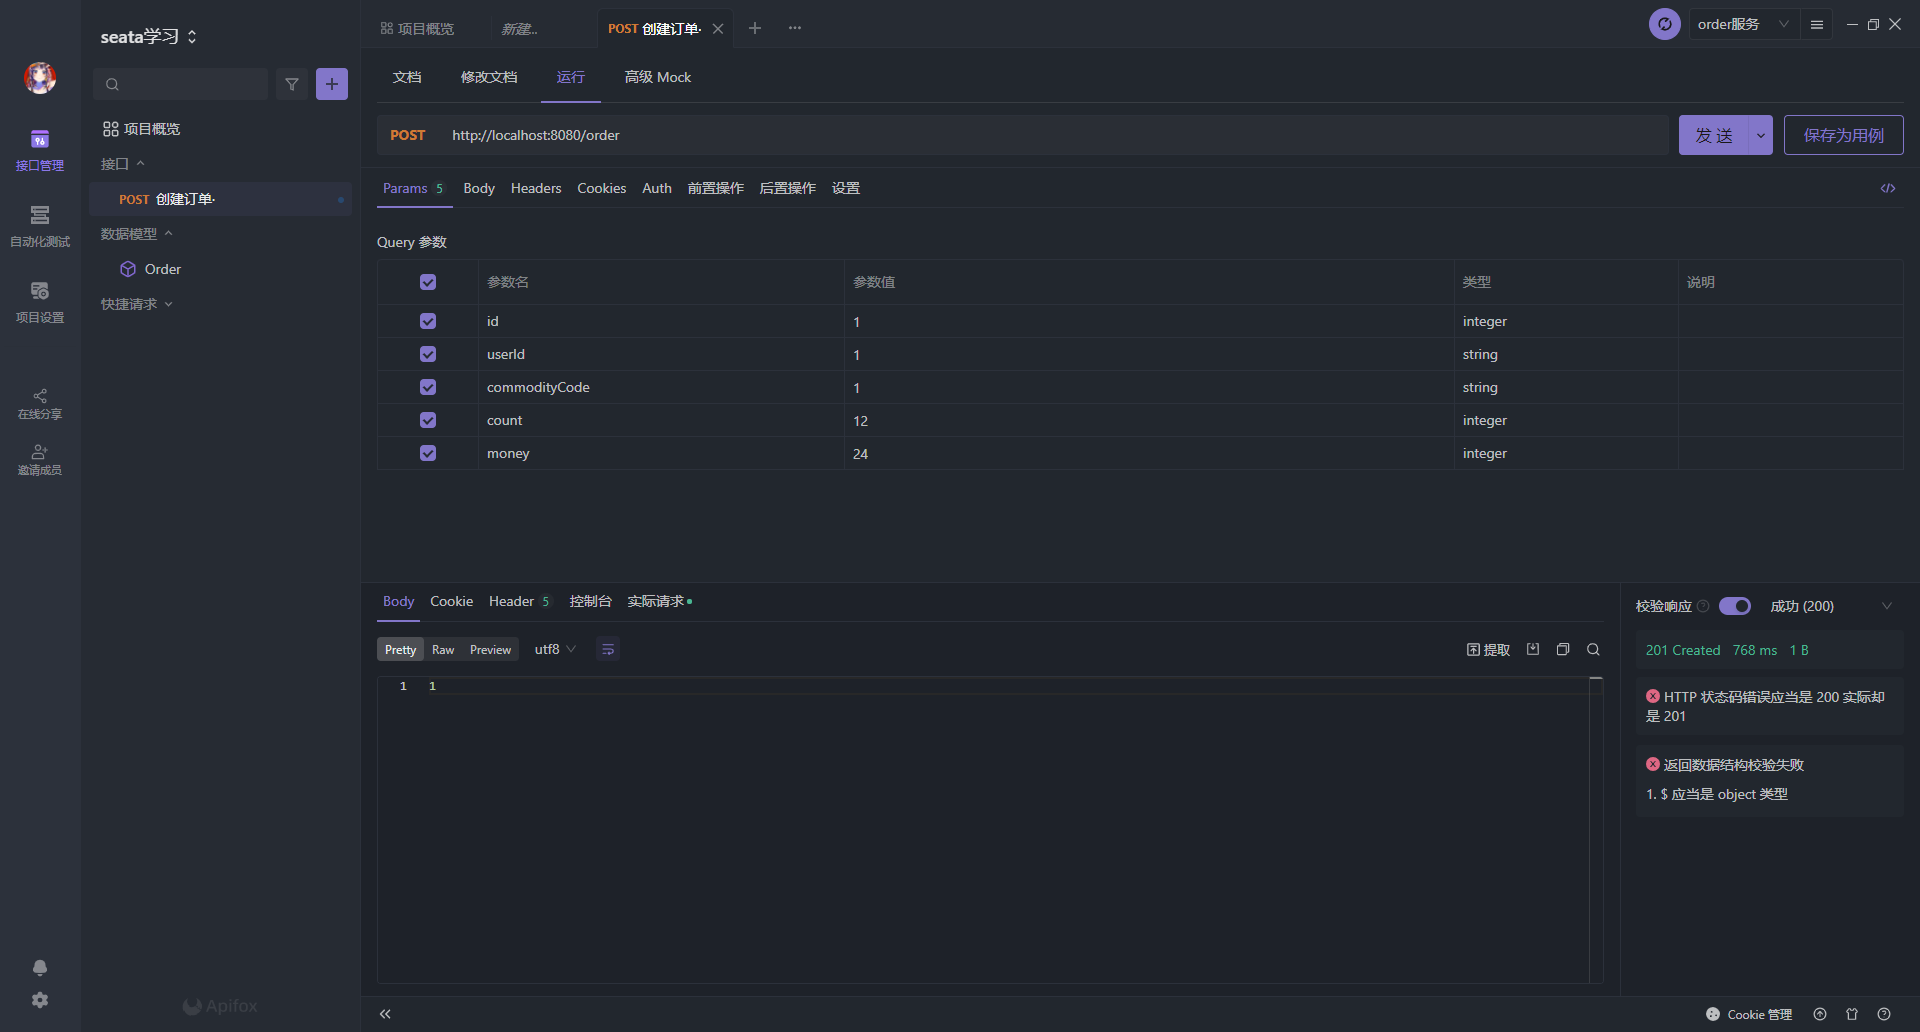 seata学习
项目概览
新建...
POST 创建订单·
order服务
接口管理
自动化测试
项目设置
在线分享
邀请成员
项目概览
接口
POST 创建订单·
数据模型
Order
快捷请求
Apifox
文档
修改文档
运行
高级 Mock
POST
http://localhost:8080/order
发 送
保存为用例
Params 5
Body
Headers
Cookies
Auth
前置操作
后置操作
设置
Query 参数
参数名 参数值 类型 说明
id 1 integer
userId 1 string
commodityCode 1 string
count 12 integer
money 24 integer
Body
Cookie
Header 5
控制台
实际请求
Pretty
Raw
Preview
utf8
提取
1 1
校验响应
成功 (200)
201 Created 768 ms 1 B
HTTP 状态码错误应当是 200 实际却
是 201
返回数据结构校验失败
1. $ 应当是 object 类型
Cookie 管理